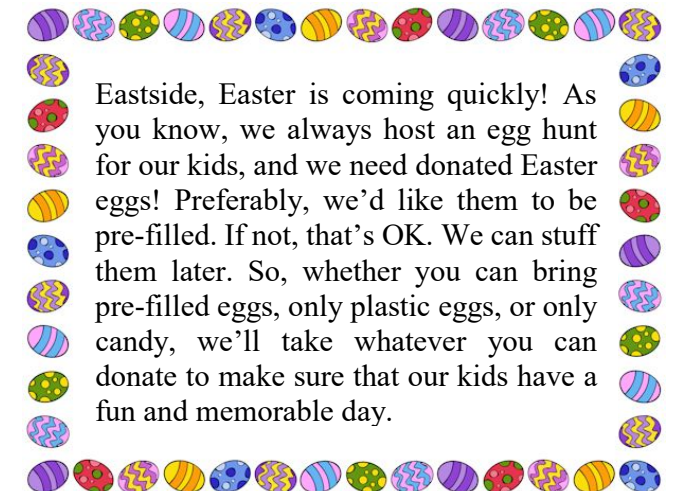 Eastside, Easter is coming quickly! As
you know, we always host an egg hunt
for our kids, and we need donated Easter
eggs! Preferably, we’d like them to be
pre-filled. If not, that’s OK. We can stuff
them later. So, whether you can bring
pre-filled eggs, only plastic eggs, or only
candy, we’ll take whatever you can
donate to make sure that our kids have a
fun and memorable day.